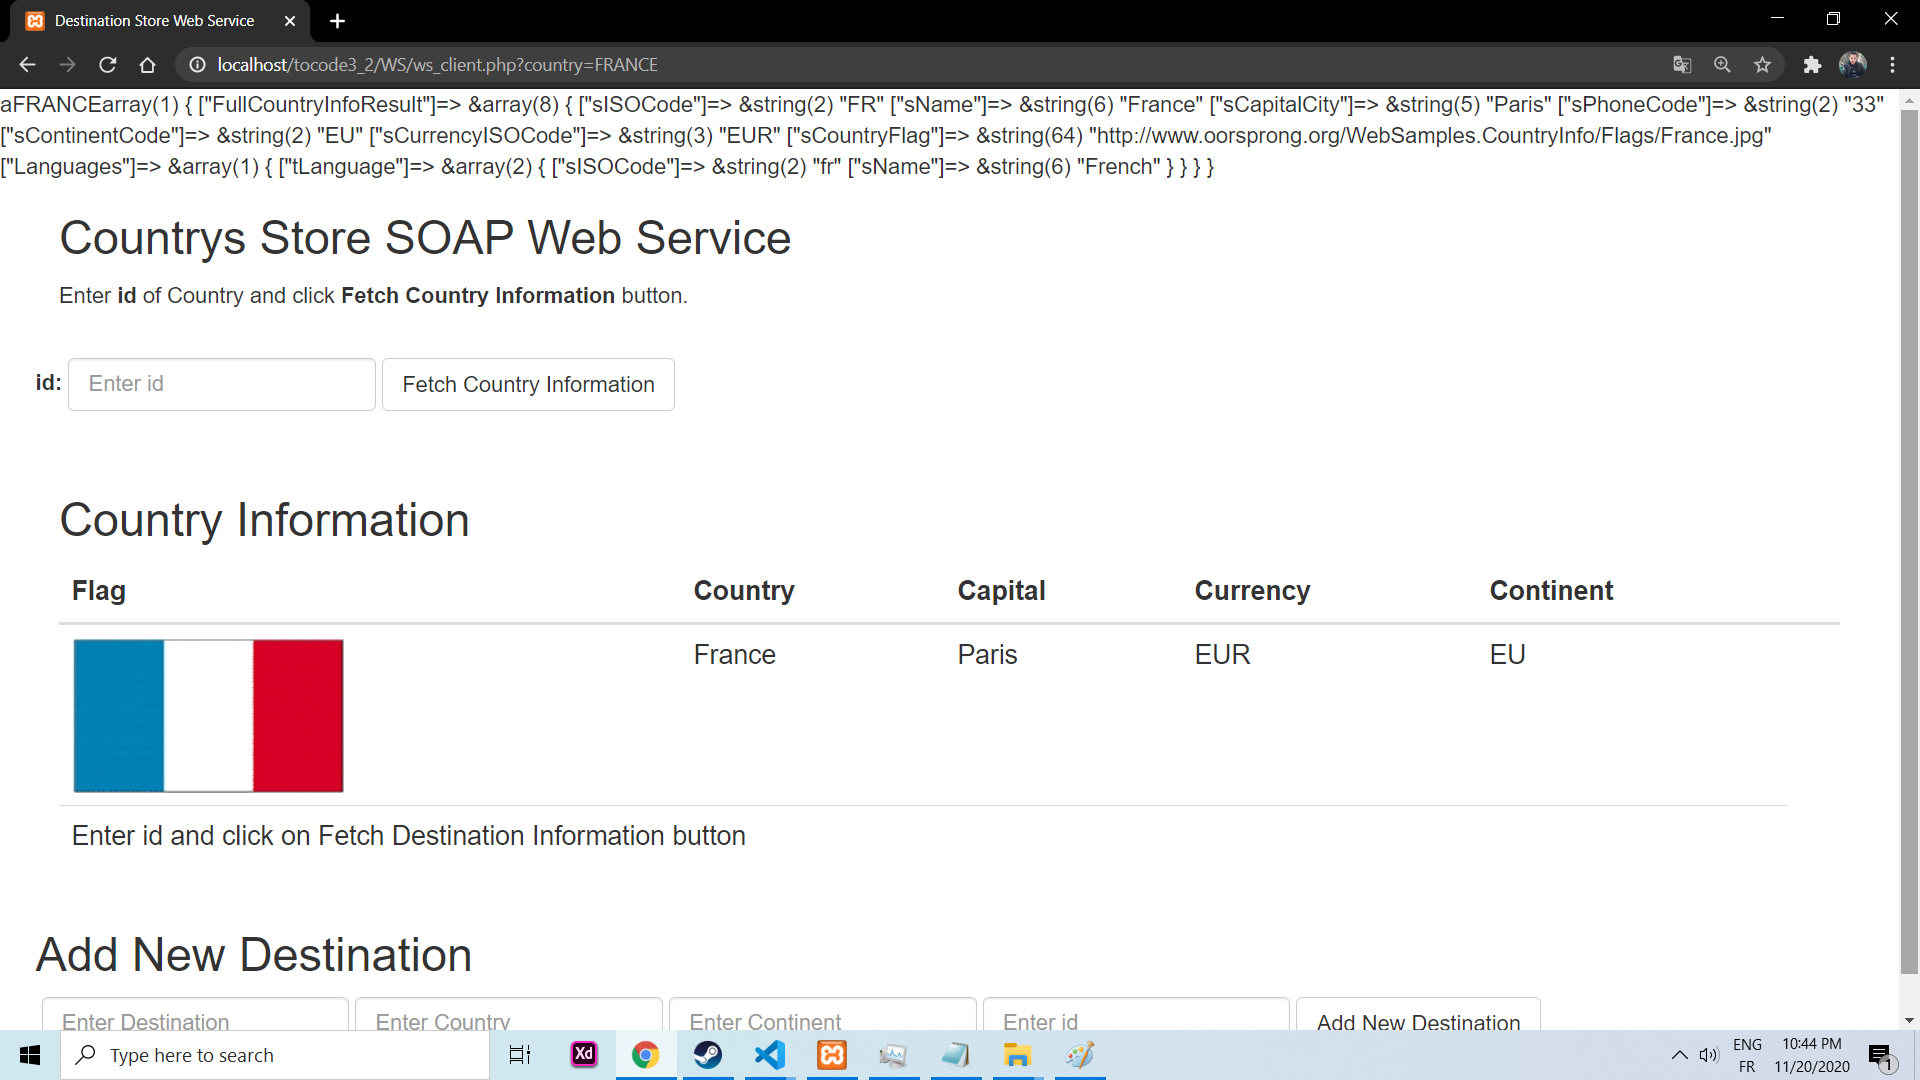 Destination Store Web Service
localhost/tocode3_2/WS/ws_client.php?country=FRANCE
aFRANCEarray(1) { ["FullCountryInfoResult"]=> &array(8) { ["sISOCode"]=> &string(2) "FR" ["sName"]=> &string(6) "France" ["sCapitalCity"]=> &string(5) "Paris" ["sPhoneCode"]=> &string(2) "33"
["sContinentCode"]=> &string(2) "EU" ["sCurrencyISOCode"]=> &string(3) "EUR" ["sCountryFlag"]=> &string(64) "http://www.oorsprong.org/WebSamples.CountryInfo/Flags/France.jpg"
["Languages"]=> &array(1) { ["tLanguage"]=> &array(2) { ["sISOCode"]=> &string(2) "fr" ["sName"]=> &string(6) "French" } } } }
Countrys Store SOAP Web Service
Enter id of Country and click Fetch Country Information button.
id: Enter id Fetch Country Information
Country Information
Flag Country Capital Currency Continent
France Paris EUR EU
Enter id and click on Fetch Destination Information button
Add New Destination
Enter Destination Enter Country Enter Continent Enter id Add New Destination
Type here to search
Xd
ENG
FR
10:44 PM
11/20/2020
1